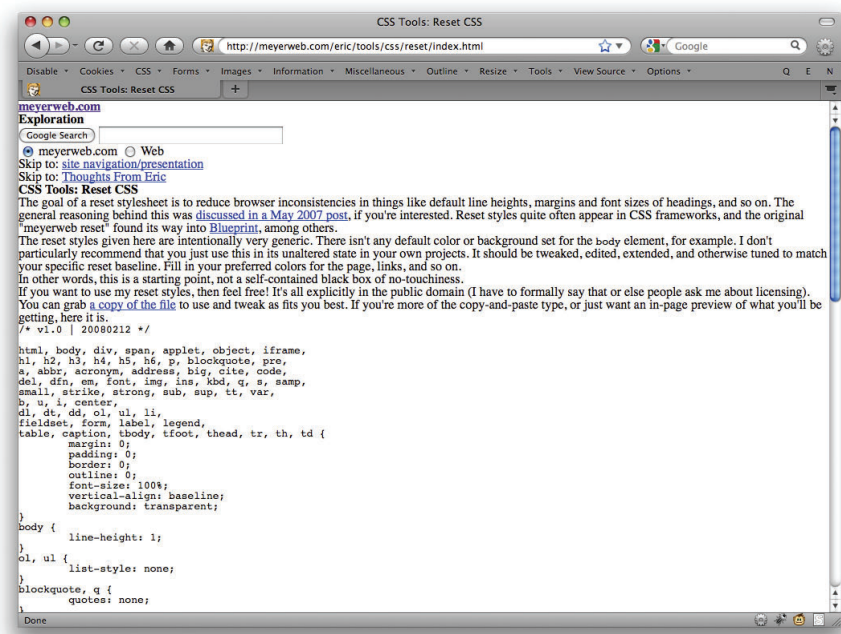 CSS Tools: Reset CSS
http://meyerweb.com/eric/tools/css/reset/index.html
Google
Disable Cookies CSS Forms Images Information Miscellaneous Outline Resize Tools View Source Options Q E N
CSS Tools: Reset CSS +
meyerweb.com
Exploration
Google Search
meyerweb.com Web
Skip to: site navigation/presentation
Skip to: Thoughts From Eric
CSS Tools: Reset CSS
The goal of a reset stylesheet is to reduce browser inconsistencies in things like default line heights, margins and font sizes of headings, and so on. The
general reasoning behind this was discussed in a May 2007 post, if you're interested. Reset styles quite often appear in CSS frameworks, and the original
"meyerweb reset" found its way into Blueprint, among others.
The reset styles given here are intentionally very generic. There isn't any default color or background set for the body element, for example. I don't
particularly recommend that you just use this in its unaltered state in your own projects. It should be tweaked, edited, extended, and otherwise tuned to match
your specific reset baseline. Fill in your preferred colors for the page, links, and so on.
In other words, this is a starting point, not a self-contained black box of no-touchiness.
If you want to use my reset styles, then feel free! It's all explicitly in the public domain (I have to formally say that or else people ask me about licensing).
You can grab a copy of the file to use and tweak as fits you best. If you're more of the copy-and-paste type, or just want an in-page preview of what you'll be
getting, here it is.
/* v1.0 | 20080212 */
html, body, div, span, applet, object, iframe,
h1, h2, h3, h4, h5, h6, p, blockquote, pre,
a, abbr, acronym, address, big, cite, code,
del, dfn, em, font, img, ins, kbd, q, s, samp,
small, strike, strong, sub, sup, tt, var,
b, u, i, center,
dl, dt, dd, ol, ul, li,
fieldset, form, label, legend,
table, caption, tbody, tfoot, thead, tr, th, td {
margin: 0;
padding: 0;
border: 0;
outline: 0;
font-size: 100%;
vertical-align: baseline;
background: transparent;
}
body {
line-height: 1;
}
ol, ul {
list-style: none;
}
blockquote, q {
quotes: none;
}
Done